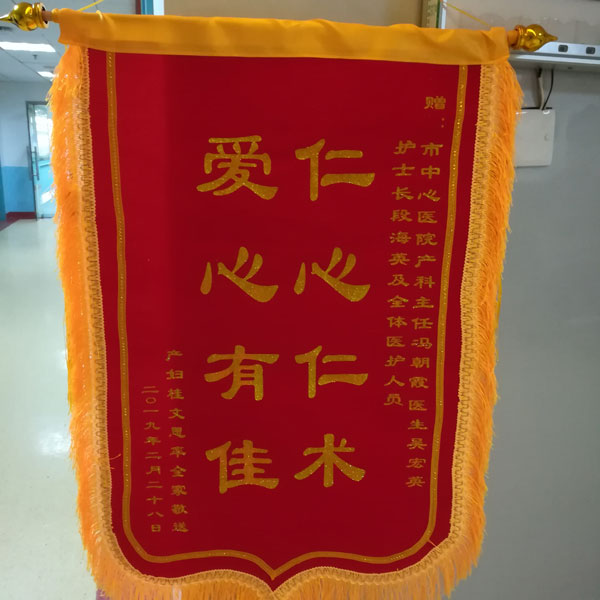 赠：
市中心医院产科主任冯朝霞医生吴宏英
护士长段海英及全体医护人员
仁心仁术
爱心有佳
产妇桂文思率全家敬送
二〇一九年二月二十八日